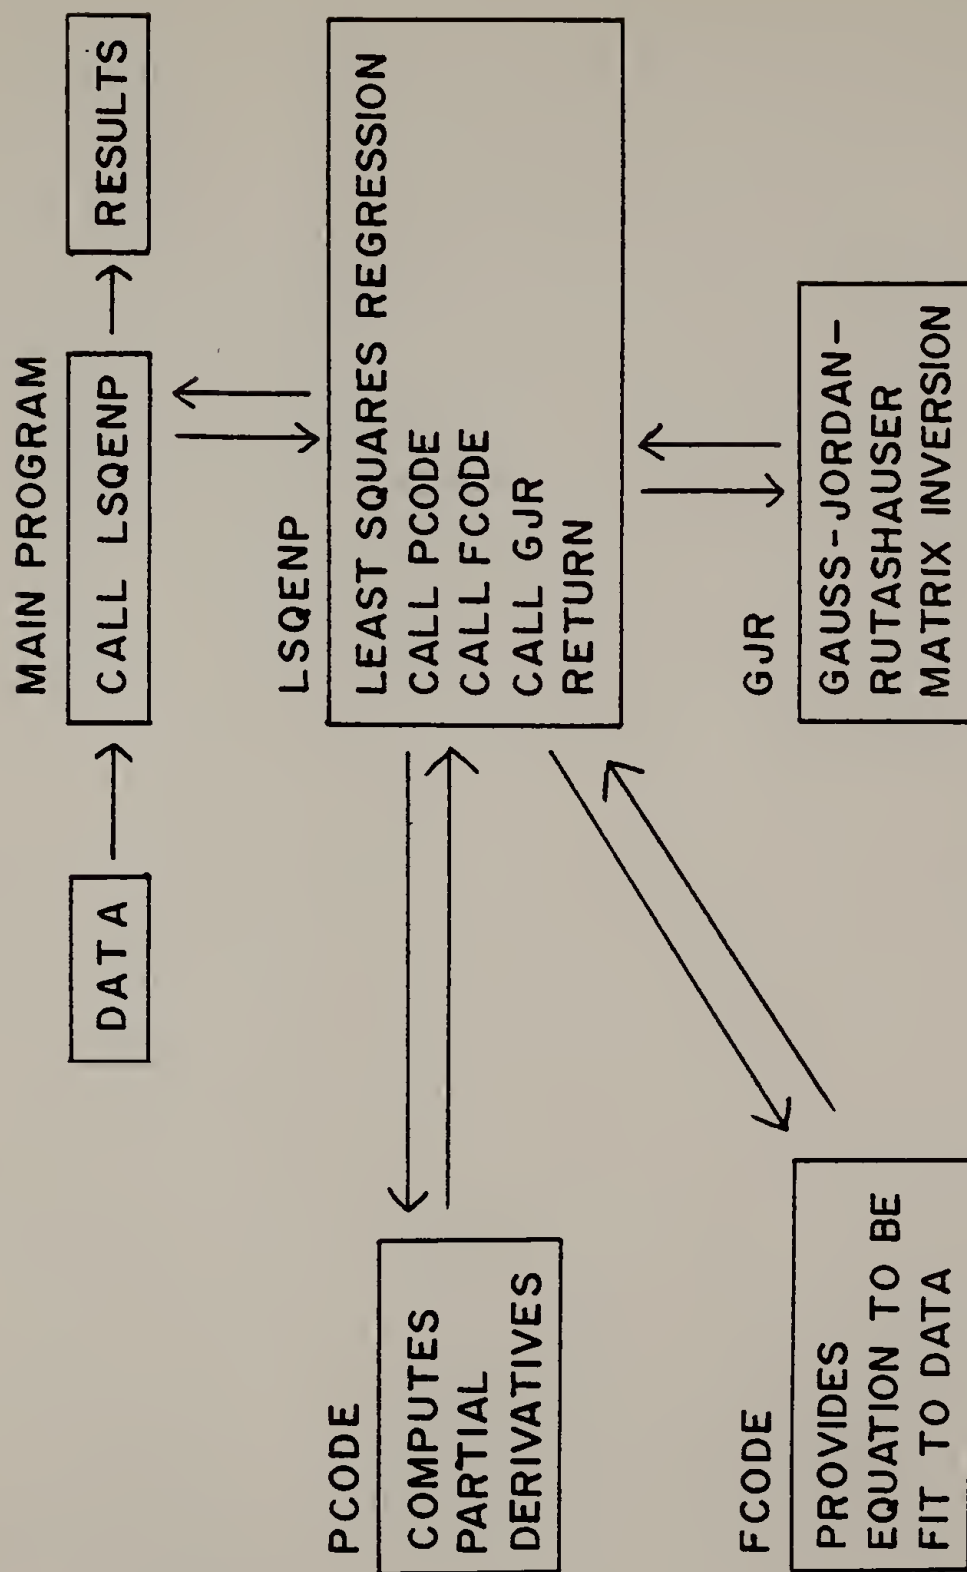 MAIN PROGRAM
DATA
CALL LSQENP
RESULTS
LSQENP
LEAST SQUARES REGRESSION
CALL PCODE
CALL FCODE
CALL GJR
RETURN
PCODE
COMPUTES
PARTIAL
DERIVATIVES
FCODE
PROVIDES
EQUATION TO BE
FIT TO DATA
GJR
GAUSS-JORDAN-
RUTASHAUSER
MATRIX INVERSION